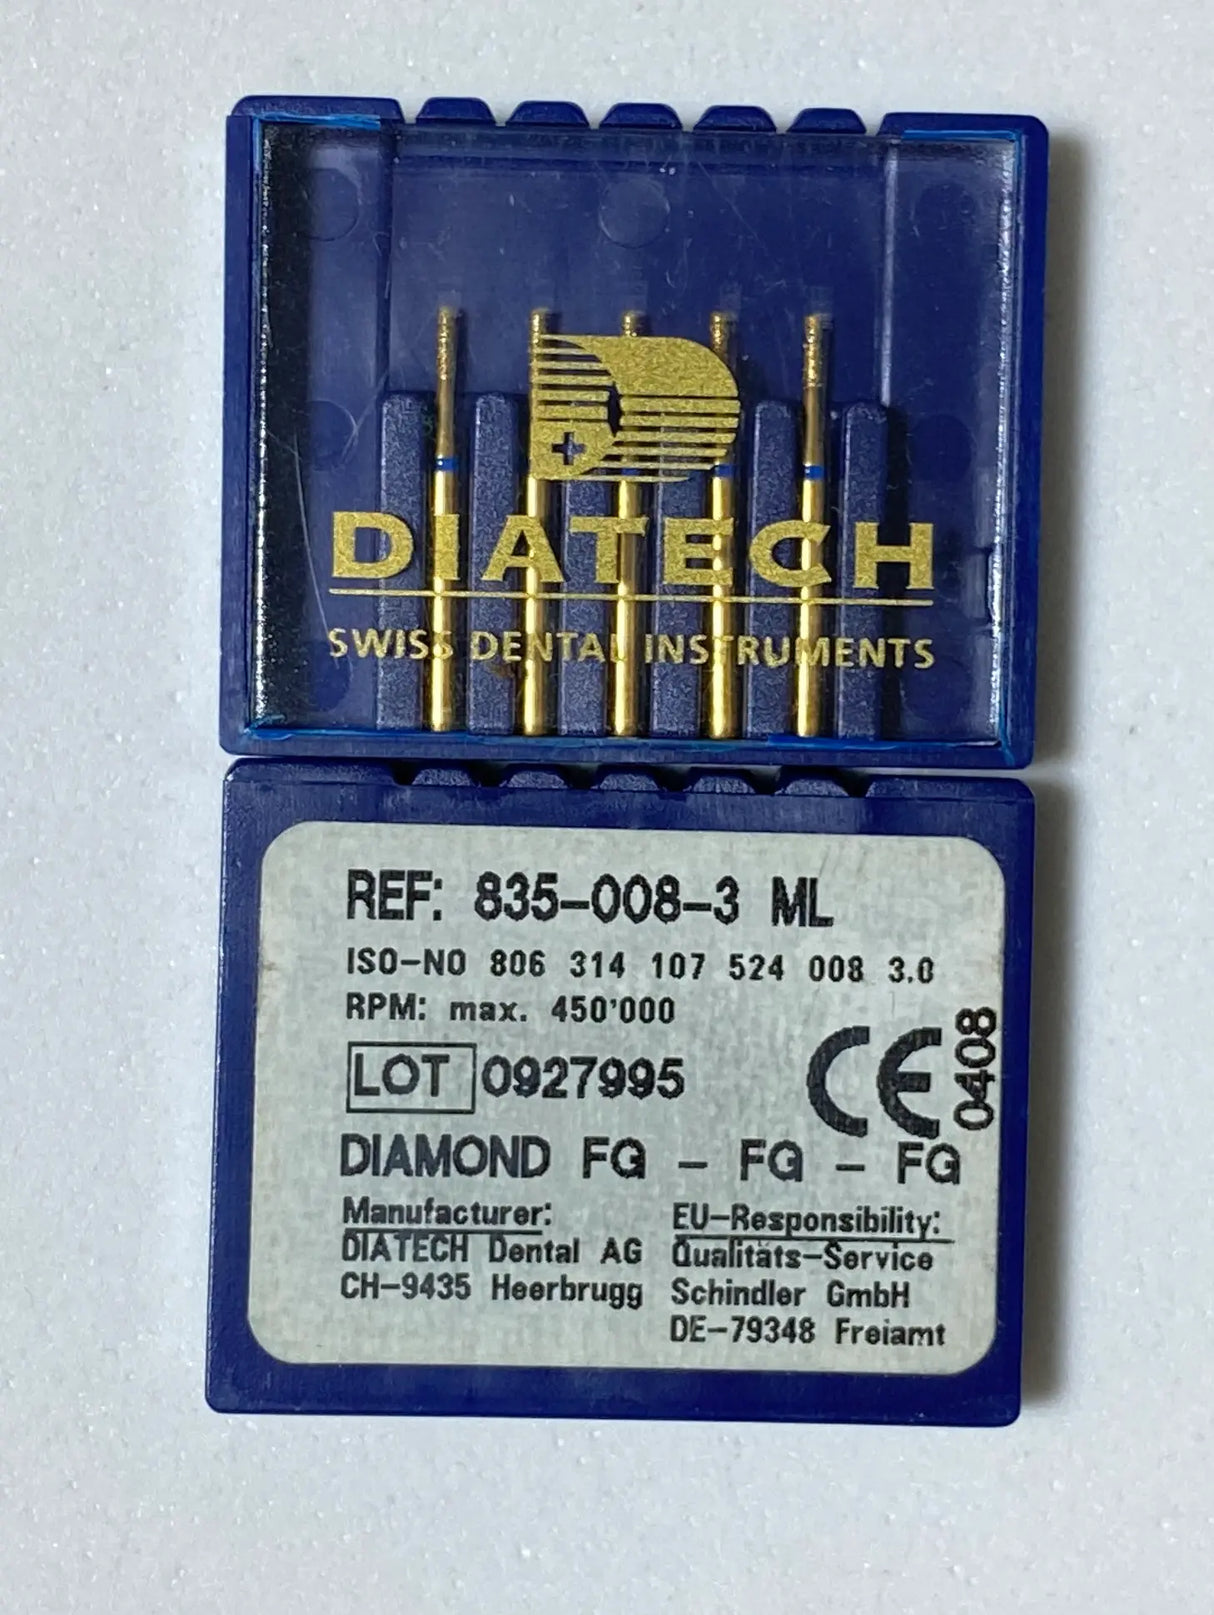 DIATECH
SWISS DENTAL INSTRUMENTS
REF: 835-008-3 ML
ISO-NO 806 314 107 524 008 3.0
RPM: max. 450'000
LOT 0927995
CE 0408
DIAMOND FG - FG - FG
Manufacturer:
DIATECH Dental AG
CH-9435 Heerbrugg
EU-Responsibility:
Qualitäts-Service
Schindler GmbH
DE-79348 Freiamt